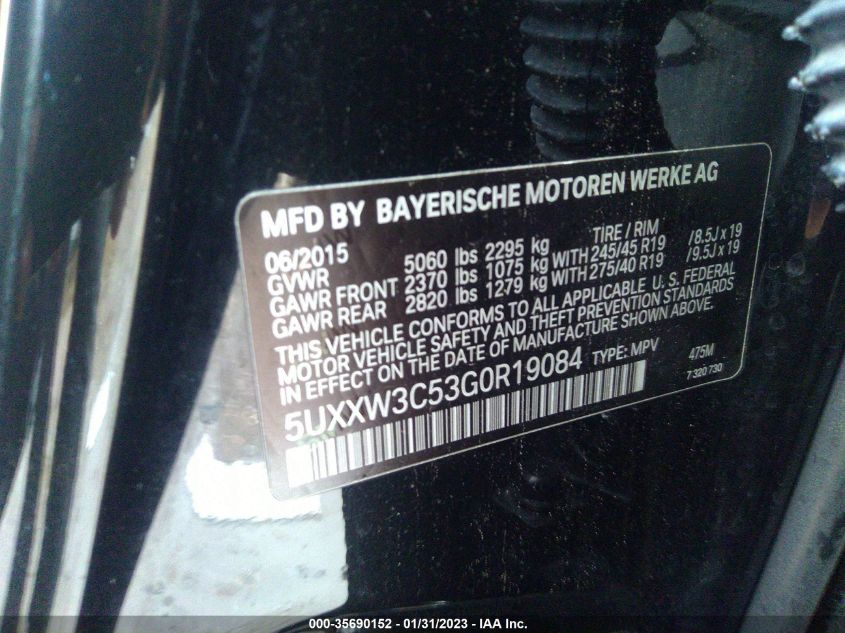 MFD BY BAYERISCHE MOTOREN WERKE AG
06/2015 TIRE / RIM
GVWR 5060 lbs 2295 kg
GAWR FRONT 2370 lbs 1075 kg WITH 245/45 R19 / 8.5J x 19
GAWR REAR 2820 lbs 1279 kg WITH 275/40 R19 / 9.5J x 19
THIS VEHICLE CONFORMS TO ALL APPLICABLE U. S. FEDERAL
MOTOR VEHICLE SAFETY AND THEFT PREVENTION STANDARDS
IN EFFECT ON THE DATE OF MANUFACTURE SHOWN ABOVE.
5UXXW3C53G0R19084 TYPE: MPV 475M
7 320 730
000-35690152 - 01/31/2023 - IAA Inc.